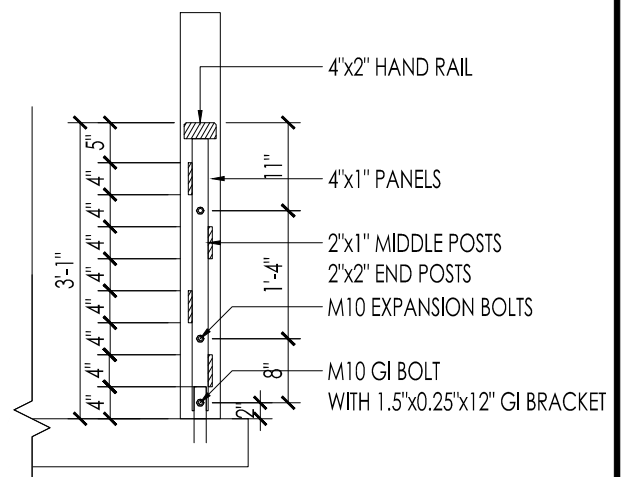 4"x2" HAND RAIL
4"x1" PANELS
2"x1" MIDDLE POSTS
2"x2" END POSTS
M10 EXPANSION BOLTS
M10 GI BOLT
WITH 1.5"x0.25"x12" GI BRACKET
3'-1"
5"
4"
4"
4"
4"
4"
4"
4"
4"
11"
1'-4"
8"
2"